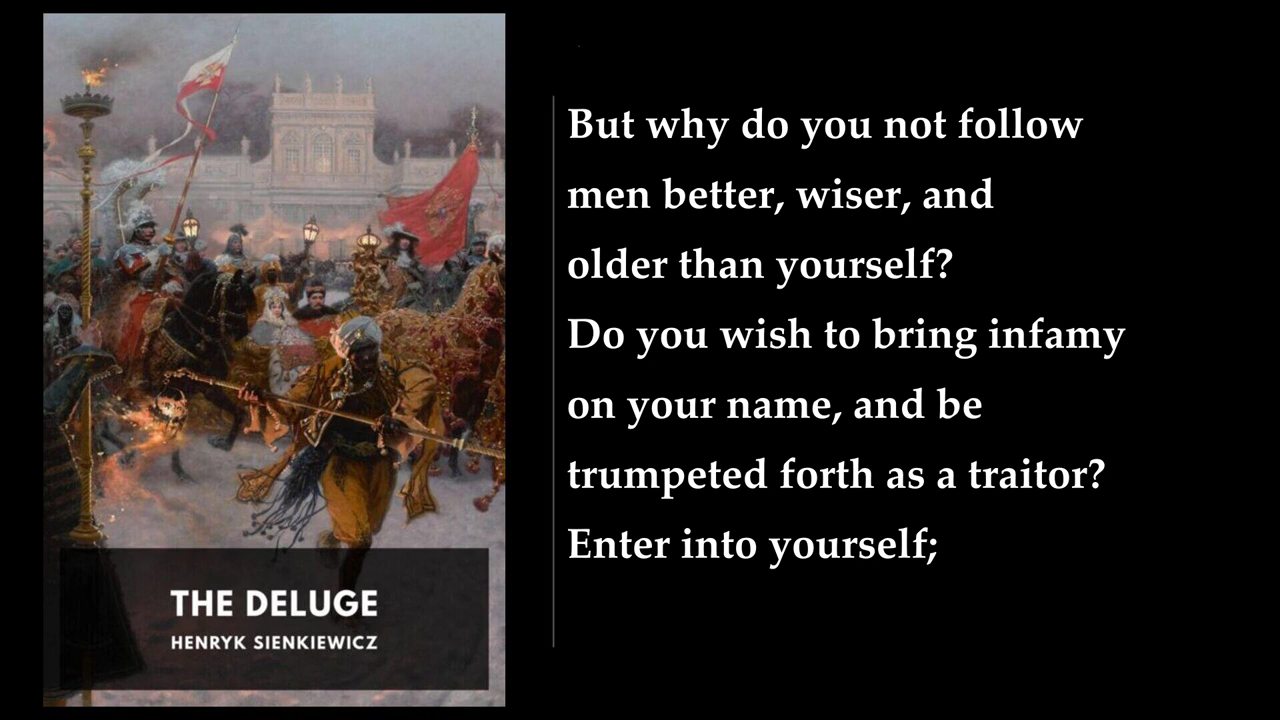 THE DELUGE
HENRYK SIENKIEWICZ
But why do you not follow
men better, wiser, and
older than yourself?
Do you wish to bring infamy
on your name, and be
trumpeted forth as a traitor?
Enter into yourself;